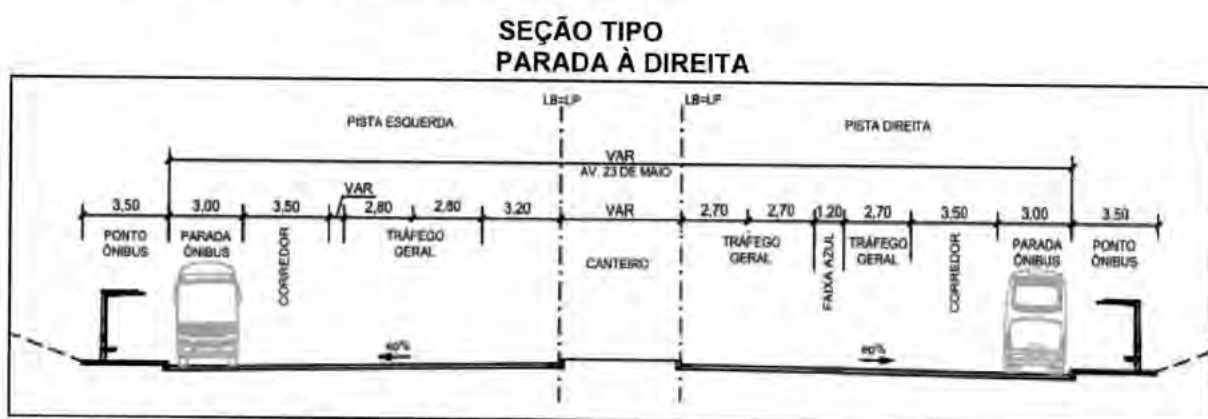 SEÇÃO TIPO
PARADA À DIREITA
LB=LP LB=LP
PISTA ESQUERDA PISTA DIREITA
VAR
AV. 23 DE MAIO
VAR
3,50 3,00 3,50 2,80 2,80 3,20 VAR 2,70 2,70 1,20 2,70 3,50 3,00 3,50
PONTO ÔNIBUS
PARADA ÔNIBUS
CORREDOR
TRÁFEGO GERAL
CANTEIRO
TRÁFEGO GERAL
FAIXA AZUL
TRÁFEGO GERAL
CORREDOR
PARADA ÔNIBUS
PONTO ÔNIBUS